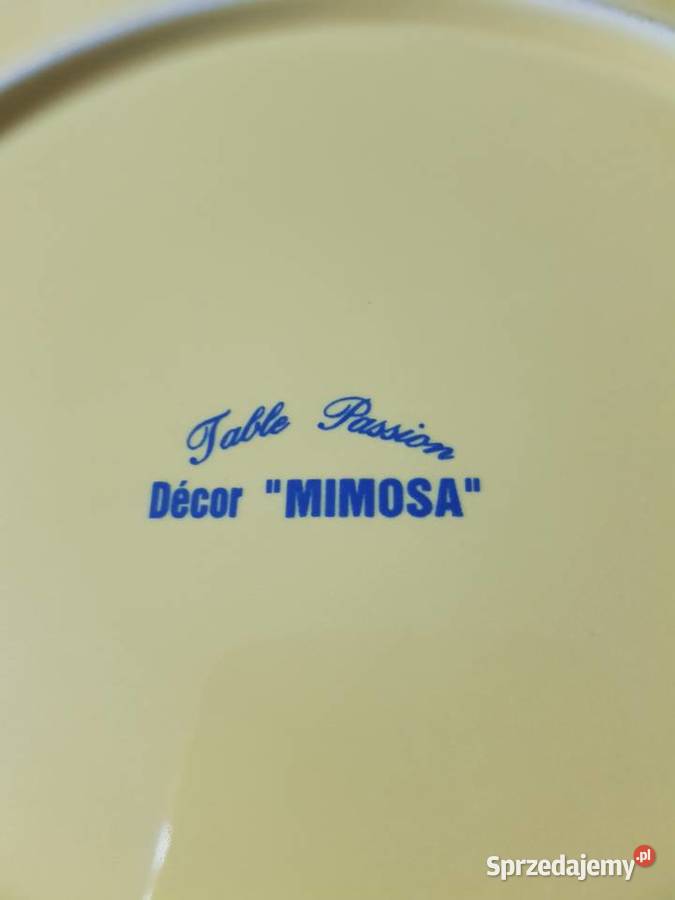 Table Passion
Décor "MIMOSA"
Sprzedajemy.pl